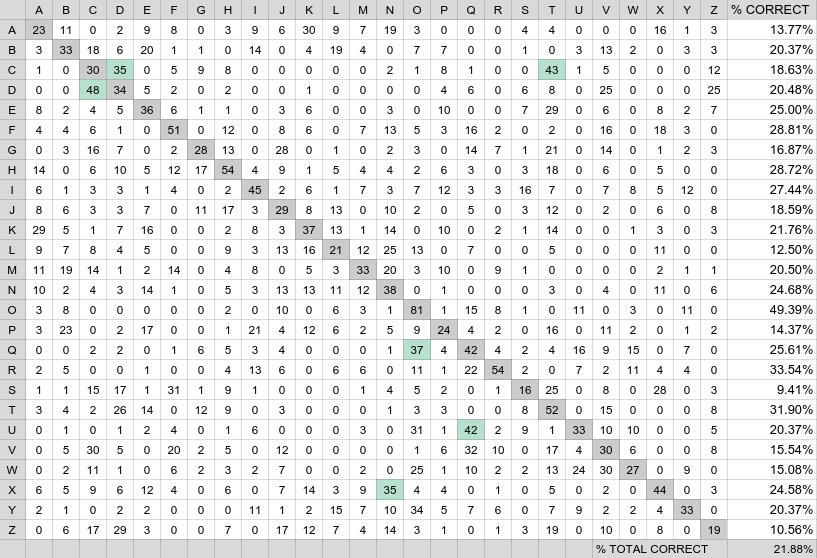 A B C D E F G H I J K L M N O P Q R S T U V W X Y Z % CORRECT
A 23 11 0 2 9 8 0 3 9 6 30 9 7 19 3 0 0 0 4 4 0 0 0 16 1 3 13.77%
B 3 33 18 6 20 1 1 0 14 0 4 19 4 0 7 7 0 0 1 0 3 13 2 0 3 3 20.37%
C 1 0 30 35 0 5 9 8 0 0 0 0 0 2 1 8 1 0 0 43 1 5 0 0 0 12 18.63%
D 0 0 48 34 5 2 0 2 0 0 1 0 0 0 0 4 6 0 6 8 0 25 0 0 0 25 20.48%
E 8 2 4 5 36 6 1 1 0 3 6 0 0 3 0 10 0 0 7 29 0 6 0 8 2 7 25.00%
F 4 4 6 1 0 51 0 12 0 8 6 0 7 13 5 3 16 2 0 2 0 16 0 18 3 0 28.81%
G 0 3 16 7 0 2 28 13 0 28 0 1 0 2 3 0 14 7 1 21 0 14 0 1 2 3 16.87%
H 14 0 6 10 5 12 17 54 4 9 1 5 4 4 2 6 3 0 3 18 0 6 0 5 0 0 28.72%
I 6 1 3 3 1 4 0 2 45 2 6 1 7 3 7 12 3 3 16 7 0 7 8 5 12 0 27.44%
J 8 6 3 3 7 0 11 17 3 29 8 13 0 10 2 0 5 0 3 12 0 2 0 6 0 8 18.59%
K 29 5 1 7 16 0 0 2 8 3 37 13 1 14 0 10 0 2 1 14 0 0 1 3 0 3 21.76%
L 9 7 8 4 5 0 0 9 3 13 16 21 12 25 13 0 7 0 0 5 0 0 0 11 0 0 12.50%
M 11 19 14 1 2 14 0 4 8 0 5 3 33 20 3 10 0 9 1 0 0 0 0 2 1 1 20.50%
N 10 2 4 3 14 1 0 5 3 13 13 11 12 38 0 1 0 0 3 0 4 0 0 11 0 6 24.68%
O 3 8 0 0 0 0 0 2 0 10 0 6 3 1 81 1 15 8 1 0 11 0 3 0 11 0 49.39%
P 3 23 0 2 17 0 0 1 21 4 12 6 2 5 9 24 4 2 0 16 0 11 2 0 1 2 14.37%
Q 0 0 2 2 0 1 6 5 3 4 0 0 0 1 37 4 42 4 2 4 16 9 15 0 7 0 25.61%
R 2 5 0 0 1 0 0 4 13 6 0 6 6 0 11 1 22 54 2 0 7 2 11 4 4 0 33.54%
S 1 1 15 17 1 31 1 9 1 0 0 0 1 4 5 2 0 1 16 25 0 8 0 28 0 3 9.41%
T 3 4 2 26 14 0 12 9 0 3 0 0 0 1 3 3 0 0 8 52 0 15 0 0 0 8 31.90%
U 0 1 0 1 2 4 0 1 6 0 0 0 3 0 31 1 42 2 9 1 33 10 10 0 0 5 20.37%
V 0 5 30 5 0 20 2 5 0 12 0 0 0 0 1 6 32 10 0 17 4 30 6 0 0 8 15.54%
W 0 2 11 1 0 6 2 3 2 7 0 0 2 0 25 1 10 2 2 13 24 30 27 0 9 0 15.08%
X 6 5 9 6 12 4 0 6 0 7 14 3 9 35 4 4 0 1 0 5 0 2 0 44 0 3 24.58%
Y 2 1 0 2 2 0 0 0 11 1 2 15 7 10 34 5 7 6 0 7 9 2 2 4 33 0 20.37%
Z 0 6 17 29 3 0 0 7 0 17 12 7 4 14 3 1 0 1 3 19 0 10 0 8 0 19 10.56%
% TOTAL CORRECT 21.88%